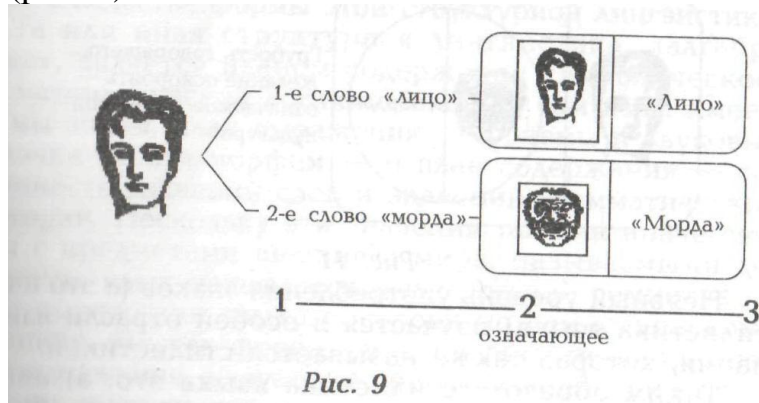 1-е слово «лицо»
«Лицо»
2-е слово «морда»
«Морда»
1 2 3
означающее
Рис. 9